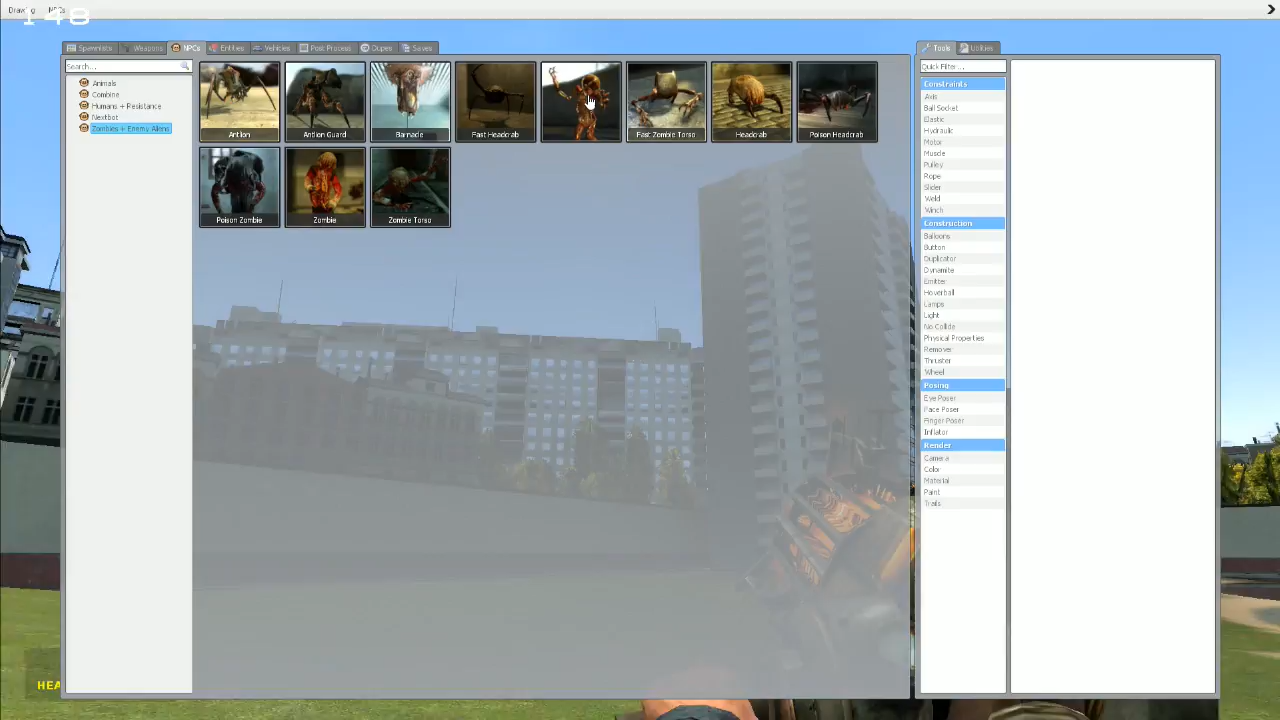 Drawing NPCs
148
Spawnlists Weapons NPCs Entities Vehicles Post Process Dupes Saves
Search...
Animals
Combine
Humans + Resistance
Nextbot
Zombies + Enemy Aliens
Antlion Antlion Guard Barnacle Fast Headcrab Fast Zombie Torso Headcrab Poison Headcrab
Poison Zombie Zombie Zombie Torso
Tools Utilities
Quick Filter...
Constraints
Axis
Ball Socket
Elastic
Hydraulic
Motor
Muscle
Pulley
Rope
Slider
Weld
Winch
Construction
Balloons
Button
Duplicator
Dynamite
Emitter
Hoverball
Lamps
Light
No Collide
Physical Properties
Remover
Thruster
Wheel
Posing
Eye Poser
Face Poser
Finger Poser
Inflator
Render
Camera
Color
Material
Paint
Trails
HEA